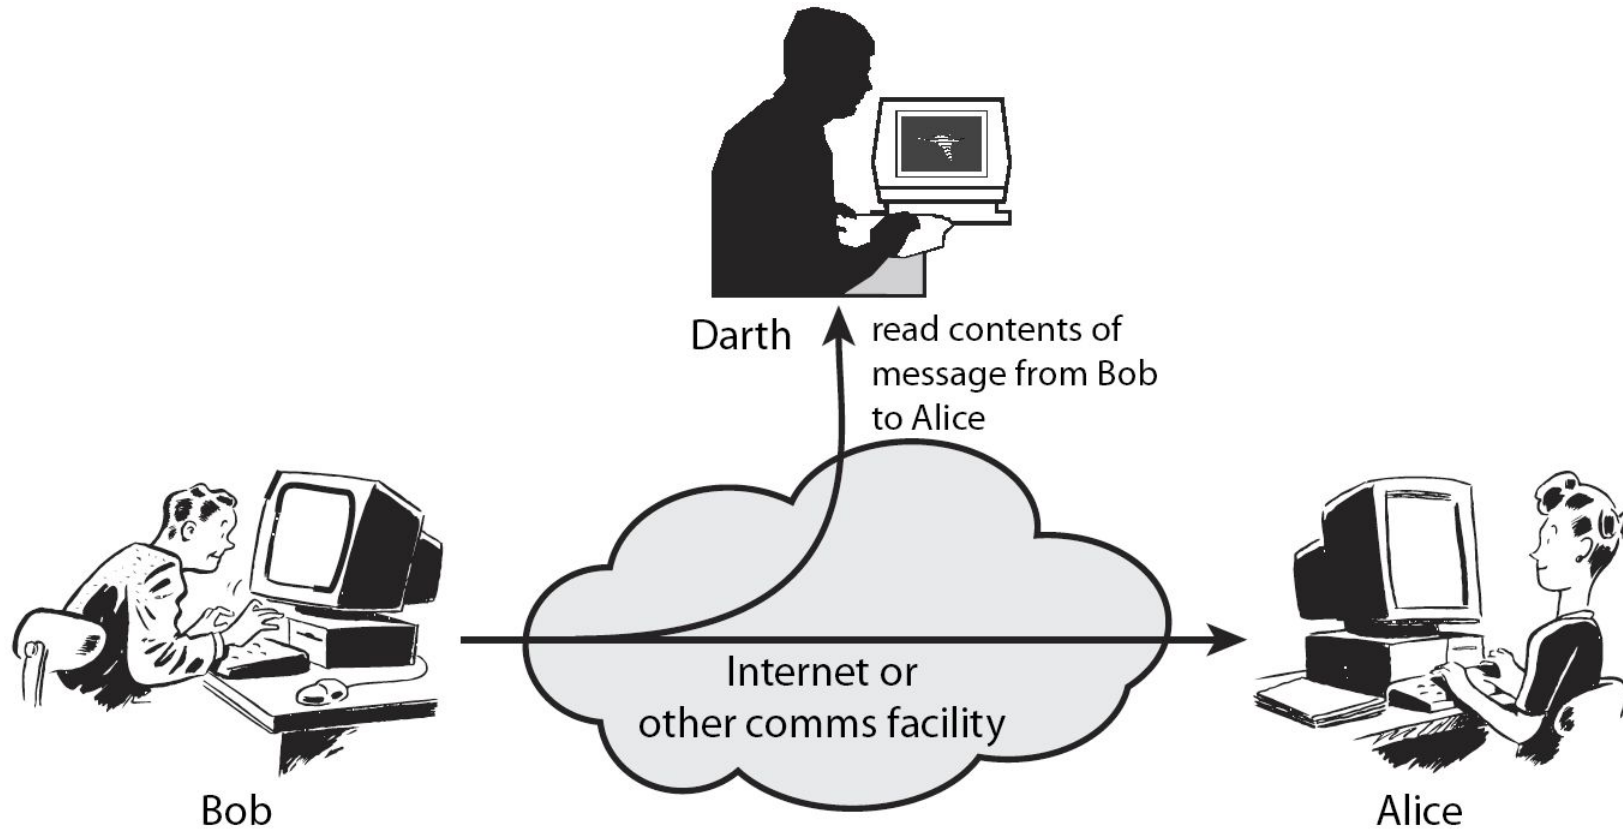 Darth
read contents of
message from Bob
to Alice
Internet or
other comms facility
Bob
Alice